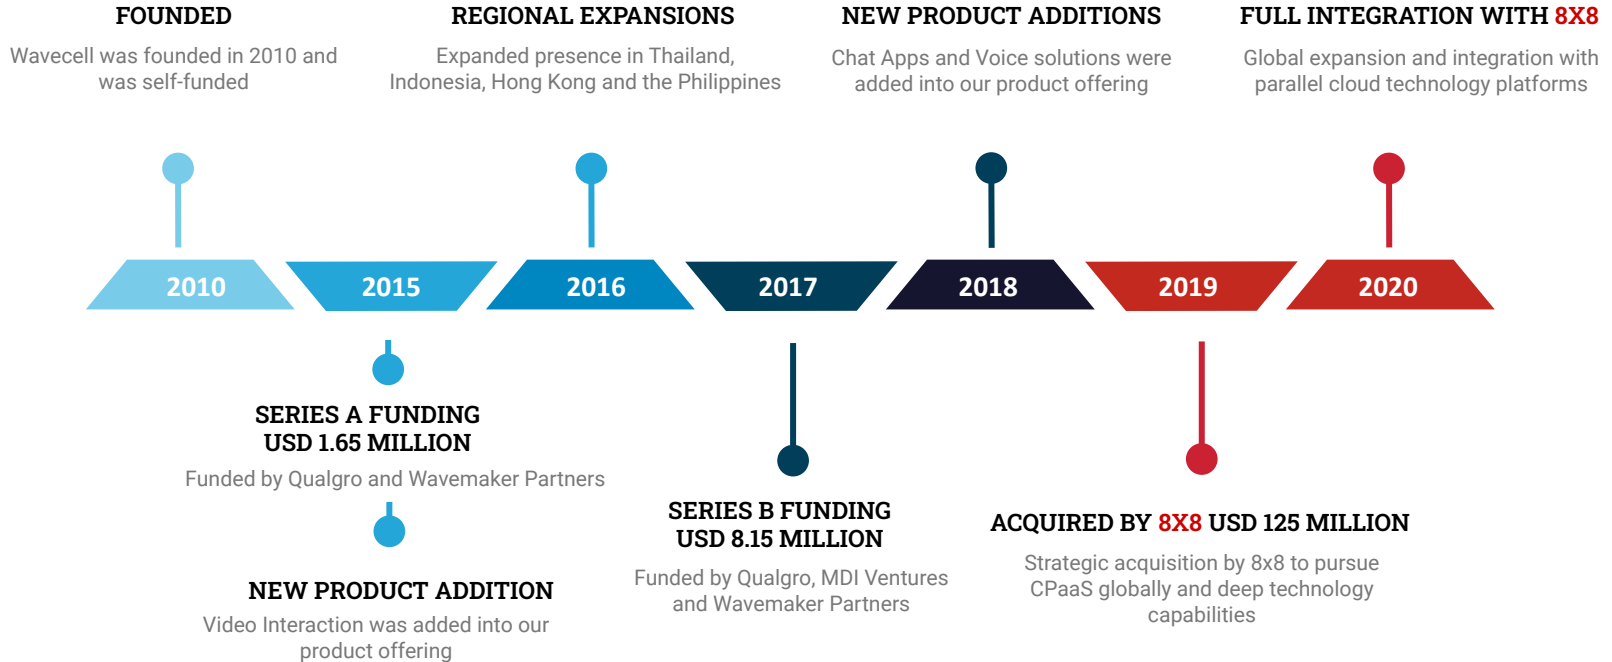 FOUNDED
Wavecell was founded in 2010 and
was self-funded
REGIONAL EXPANSIONS
Expanded presence in Thailand,
Indonesia, Hong Kong and the Philippines
NEW PRODUCT ADDITIONS
Chat Apps and Voice solutions were
added into our product offering
FULL INTEGRATION WITH 8X8
Global expansion and integration with
parallel cloud technology platforms
2010
2015
2016
2017
2018
2019
2020
SERIES A FUNDING
USD 1.65 MILLION
Funded by Qualgro and Wavemaker Partners
NEW PRODUCT ADDITION
Video Interaction was added into our
product offering
SERIES B FUNDING
USD 8.15 MILLION
Funded by Qualgro, MDI Ventures
and Wavemaker Partners
ACQUIRED BY 8X8 USD 125 MILLION
Strategic acquisition by 8x8 to pursue
CPaaS globally and deep technology
capabilities